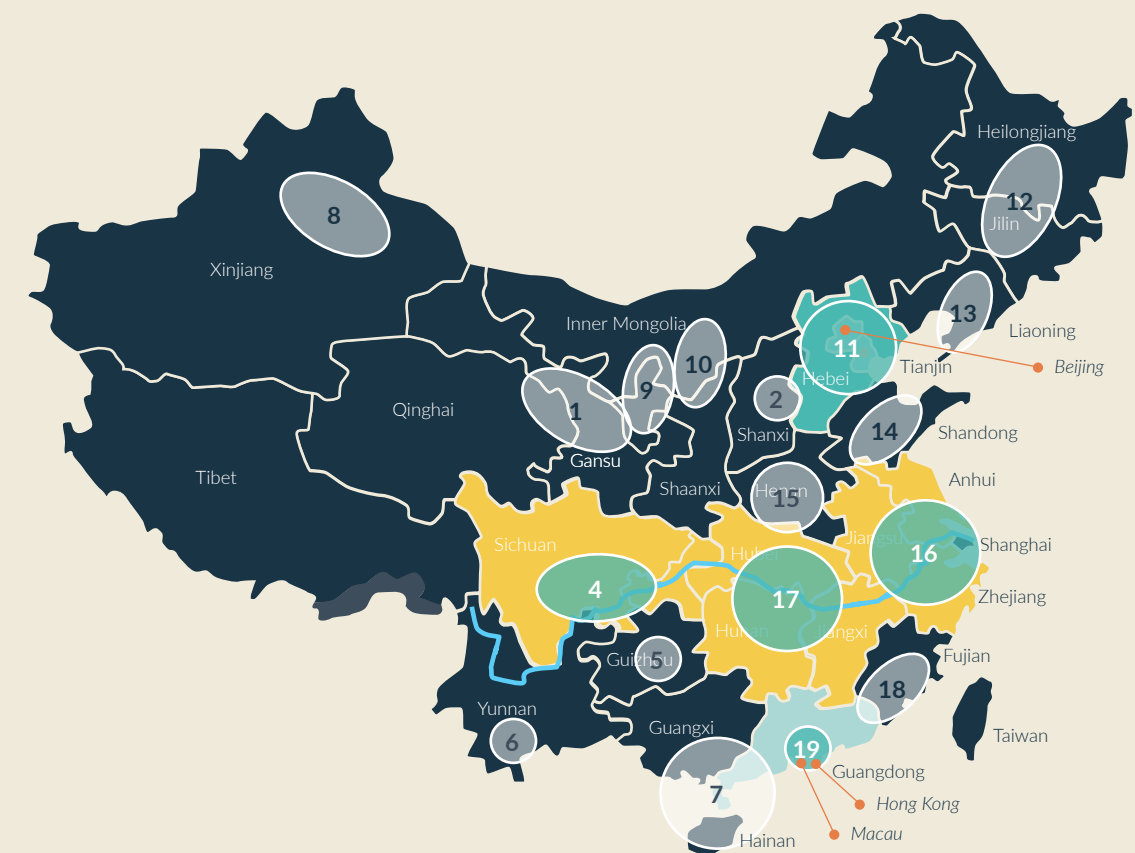 Heilongjiang
12
Jilin
8
Xinjiang
13
Inner Mongolia
Liaoning
11
10
Tianjin
Beijing
Hebei
9
2
Qinghai
1
14
Shandong
Shanxi
Gansu
Tibet
Anhui
Shaanxi
Henan
15
Jiangsu
Sichuan
Shanghai
Hubei
16
4
17
Zhejiang
Hunan
Jiangxi
Fujian
Guizhou
5
18
Yunnan
Guangxi
Taiwan
6
19
Guangdong
7
Hong Kong
Macau
Hainan